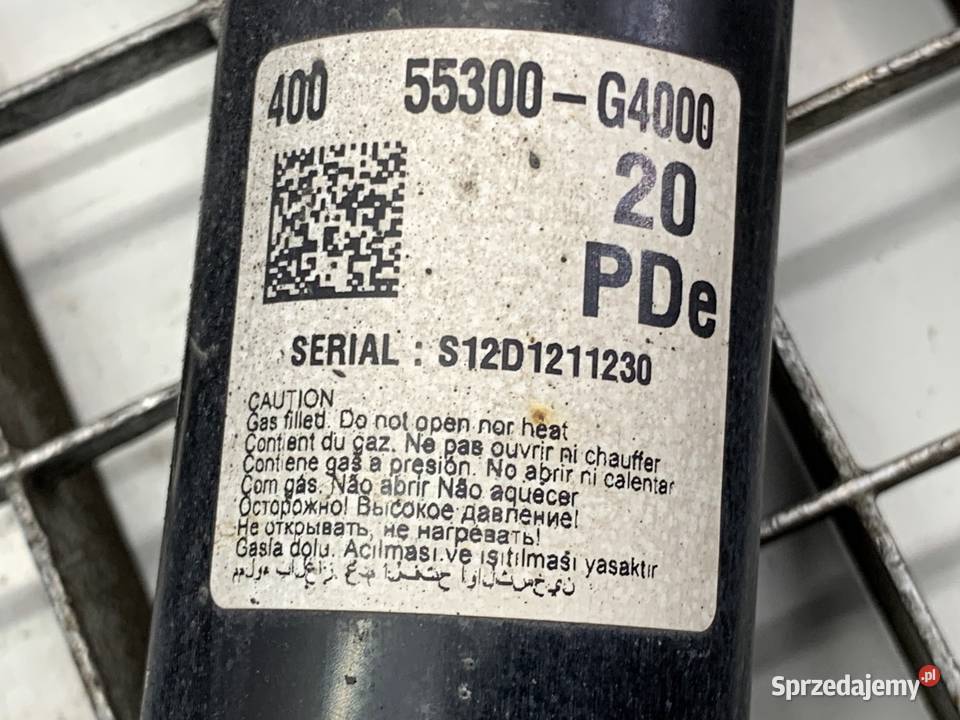 400 55300-G4000
20
PDe
SERIAL : S12D1211230
CAUTION
Gas filled. Do not open nor heat
Contient du gaz. Ne pas ouvrir ni chauffer
Contiene gas a presión. No abrir ni calentar
Com gás. Não abrir Não aquecer
Осторожно! Высокое давление!
Не открывать, не нагревать!
Gasla dolu. Açılması ve ısıtılması yasaktır
Sprzedajemy.pl